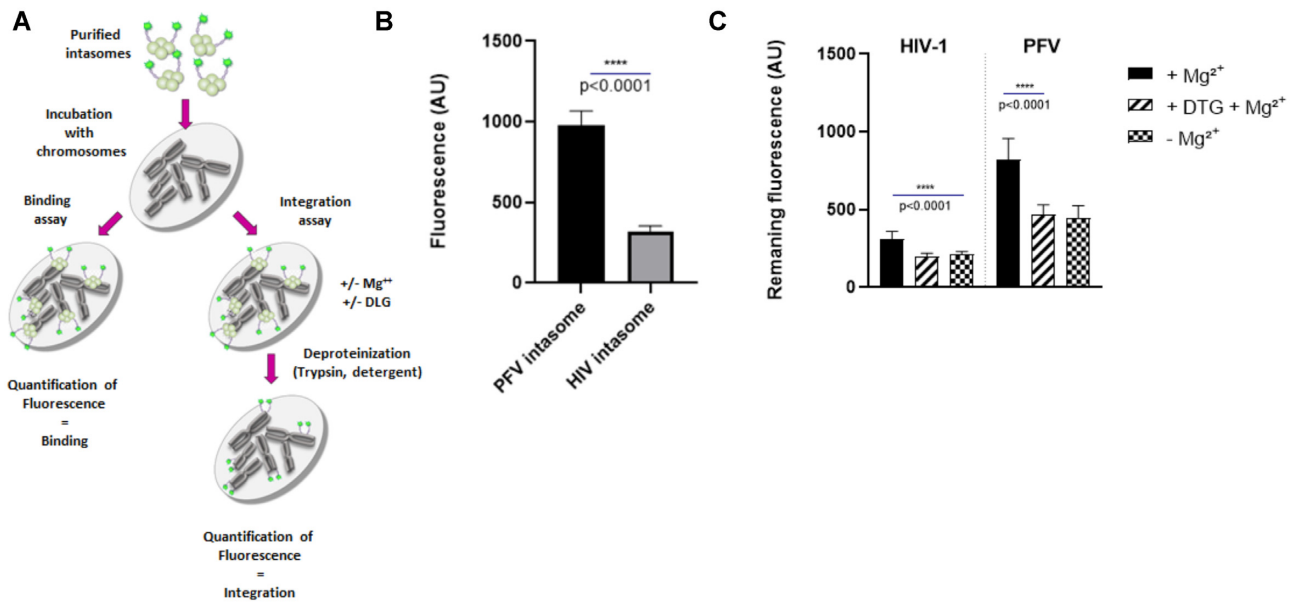 A
Purified
intasomes
Incubation
with
chromosomes
Binding
assay
Integration
assay
+/- Mg⁺⁺
+/- DLG
Deproteinization
(Trypsin, detergent)
Quantification of
Fluorescence
=
Binding
Quantification of
Fluorescence
=
Integration
B
Fluorescence (AU)
1500
1000
500
0
****
p<0.0001
PFV intasome
HIV intasome
C
Remaning fluorescence (AU)
1500
1000
500
0
HIV-1
PFV
****
p<0.0001
****
p<0.0001
+ Mg²⁺
+ DTG + Mg²⁺
- Mg²⁺